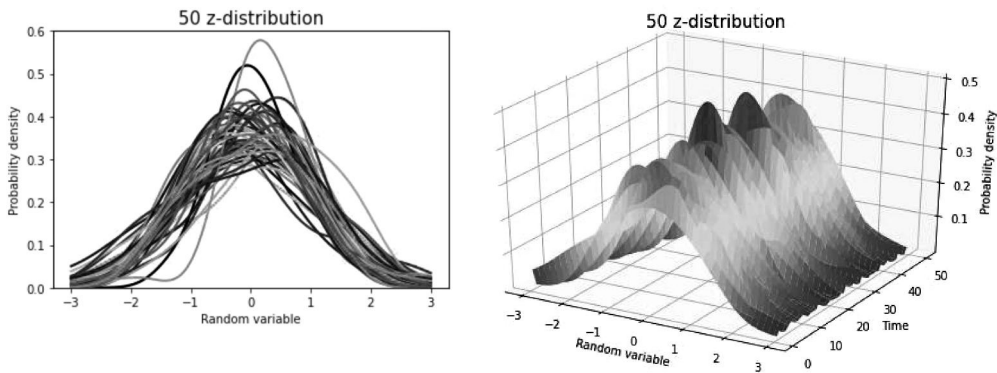 50 z-distribution
0.6
0.5
0.4
0.3
0.2
0.1
0.0
Probability density
−3 −2 −1 0 1 2 3
Random variable
50 z-distribution
0.5
0.4
0.3
0.2
0.1
Probability density
−3 −2 −1 0 1 2 3
Random variable
0 10 20 30 40 50
Time